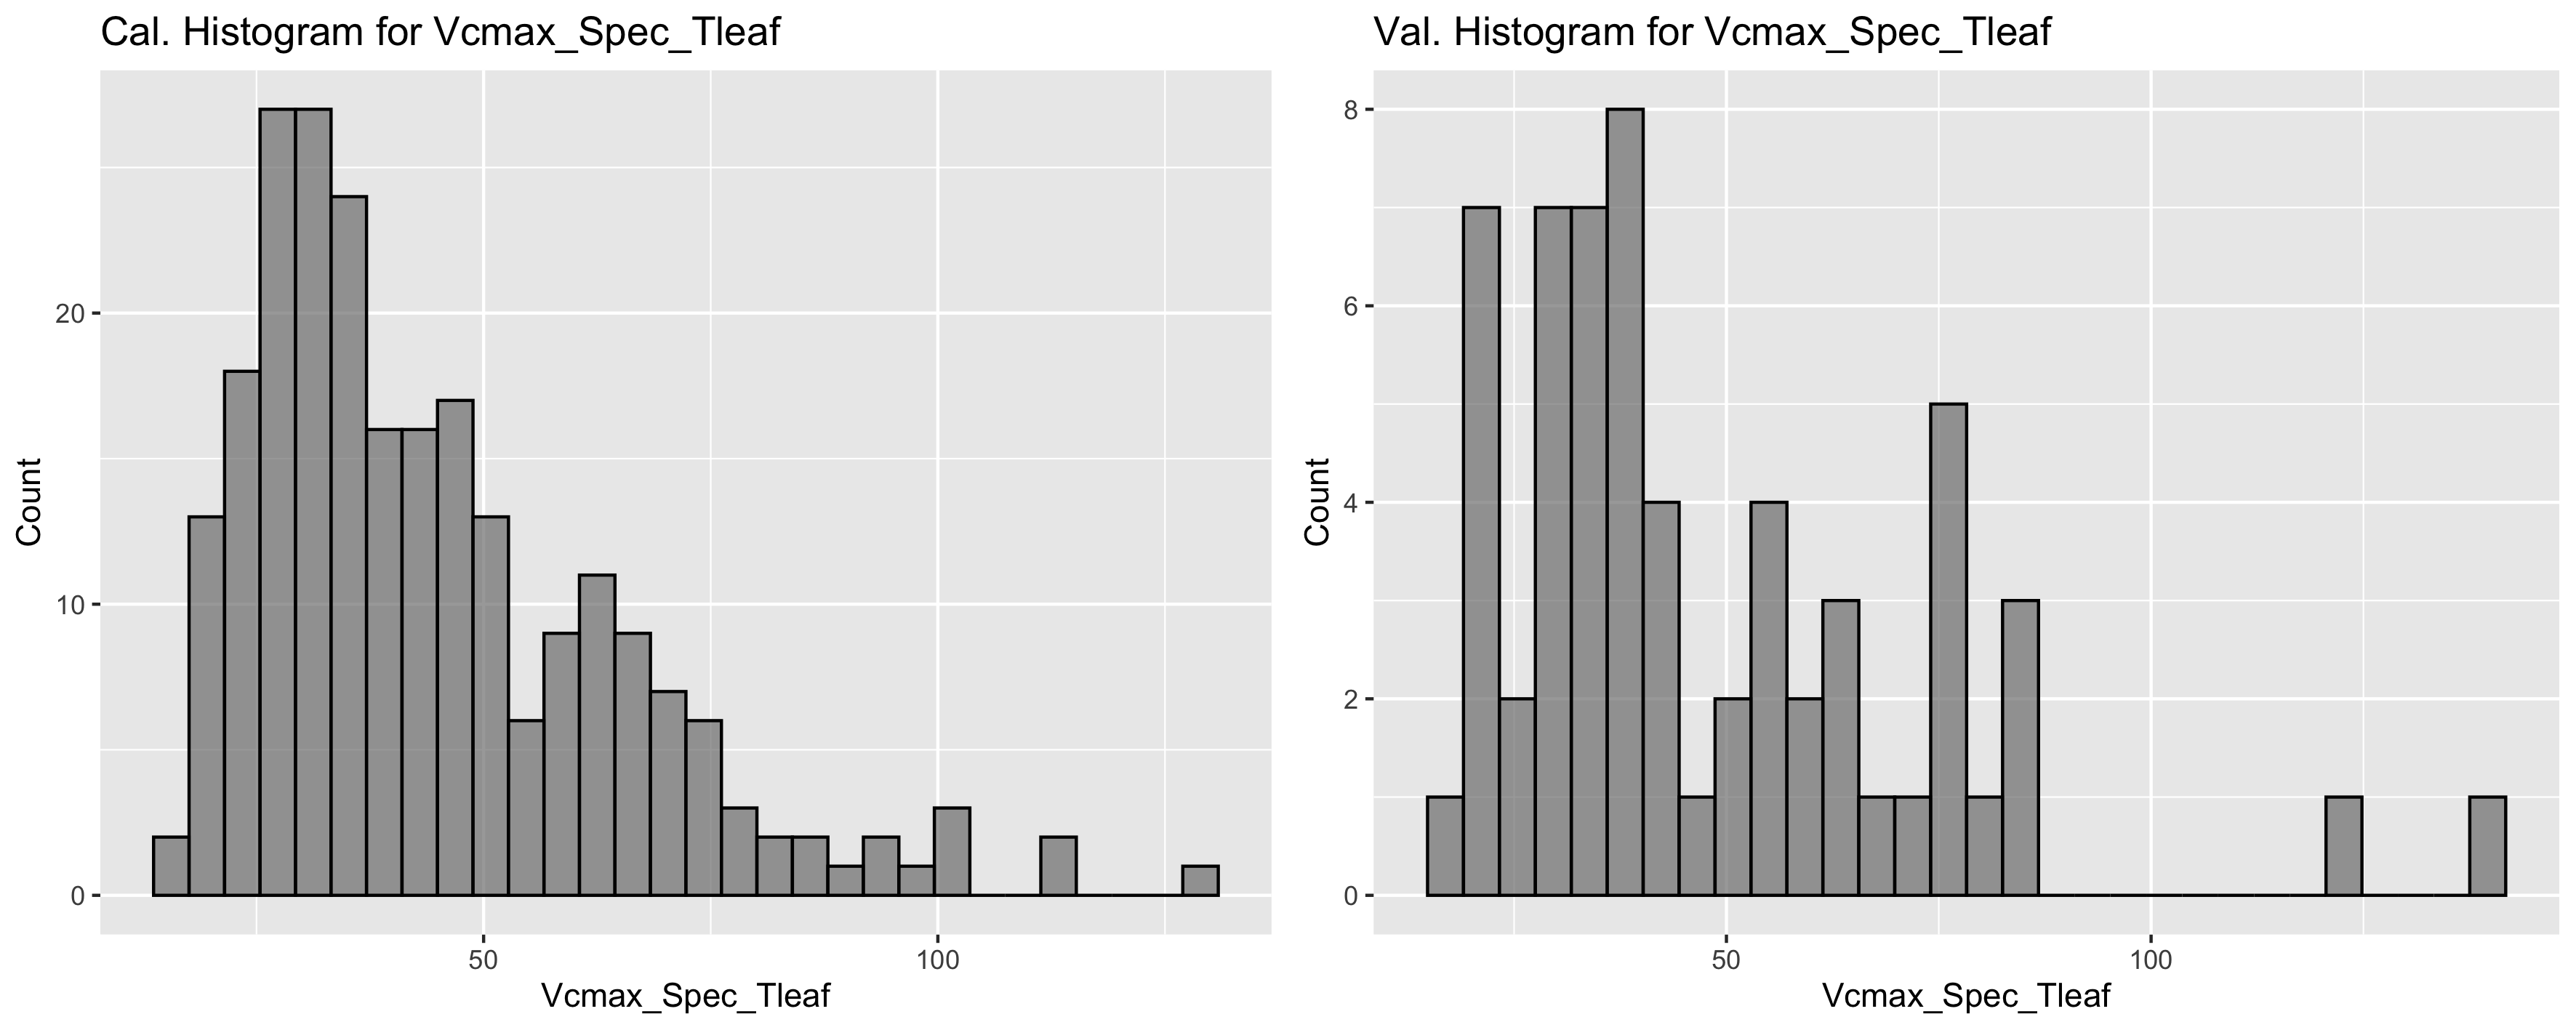 Cal. Histogram for Vcmax_Spec_Tleaf
Count
20
10
0
50
100
Vcmax_Spec_Tleaf
Val. Histogram for Vcmax_Spec_Tleaf
Count
8
6
4
2
0
50
100
Vcmax_Spec_Tleaf